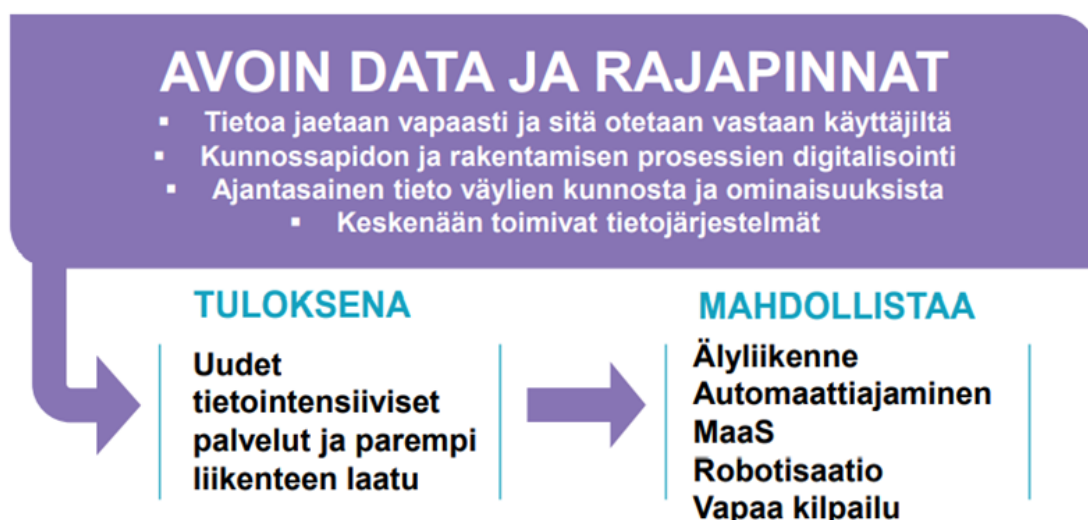 AVOIN DATA JA RAJAPINNAT
▪ Tietoa jaetaan vapaasti ja sitä otetaan vastaan käyttäjiltä
▪ Kunnossapidon ja rakentamisen prosessien digitalisointi
▪ Ajantasainen tieto väylien kunnosta ja ominaisuuksista
▪ Keskenään toimivat tietojärjestelmät
TULOKSENA
Uudet
tietointensiiviset
palvelut ja parempi
liikenteen laatu
MAHDOLLISTAA
Älyliikenne
Automaattiajaminen
MaaS
Robotisaatio
Vapaa kilpailu